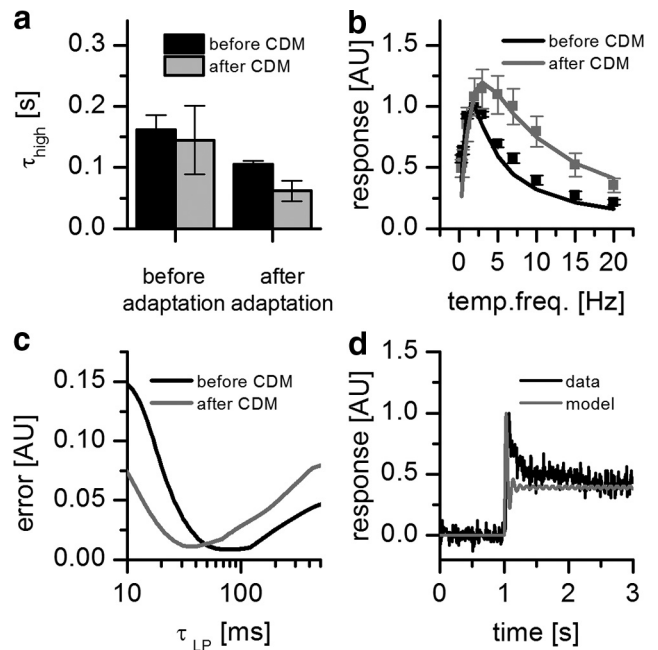 a
τhigh [s]
0.3
0.2
0.1
0.0
before CDM
after CDM
before adaptation
after adaptation
b
response [AU]
1.5
1.0
0.5
0.0
before CDM
after CDM
0 5 10 15 20
temp.freq. [Hz]
c
error [AU]
0.15
0.10
0.05
0.00
before CDM
after CDM
10 100
τLP [ms]
d
response [AU]
1.5
1.0
0.5
0.0
data
model
0 1 2 3
time [s]